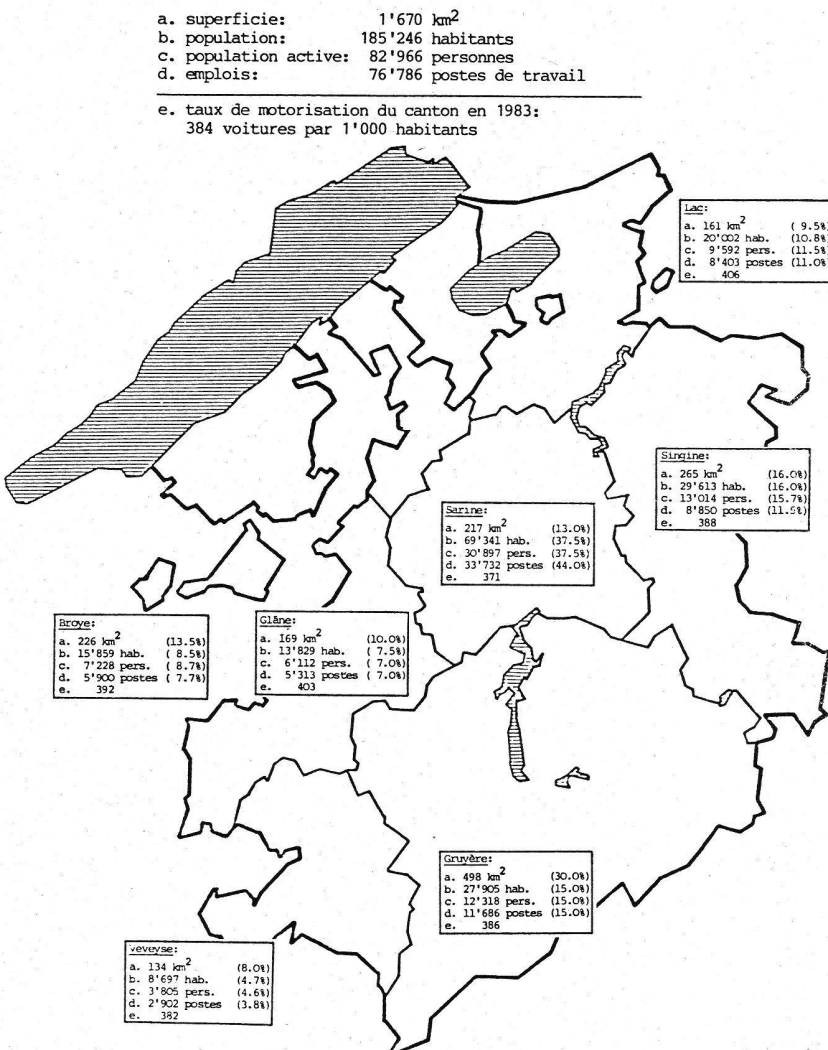 a. superficie: 1'670 km²
b. population: 185'246 habitants
c. population active: 82'966 personnes
d. emplois: 76'786 postes de travail
e. taux de motorisation du canton en 1983:
384 voitures par 1'000 habitants
Lac:
a. 161 km² ( 9.5%)
b. 20'002 hab. (10.8%)
c. 9'592 pers. (11.5%)
d. 8'403 postes (11.0%)
e. 406
Singine:
a. 265 km² (16.0%)
b. 29'613 hab. (16.0%)
c. 13'014 pers. (15.7%)
d. 8'850 postes (11.5%)
e. 388
Sarine:
a. 217 km² (13.0%)
b. 69'341 hab. (37.5%)
c. 30'897 pers. (37.5%)
d. 33'732 postes (44.0%)
e. 371
Broye:
a. 226 km² (13.5%)
b. 15'859 hab. ( 8.5%)
c. 7'228 pers. ( 8.7%)
d. 5'900 postes ( 7.7%)
e. 392
Glâne:
a. 169 km² (10.0%)
b. 13'829 hab. ( 7.5%)
c. 6'112 pers. ( 7.0%)
d. 5'313 postes ( 7.0%)
e. 403
Gruyère:
a. 498 km² (30.0%)
b. 27'905 hab. (15.0%)
c. 12'318 pers. (15.0%)
d. 11'686 postes (15.0%)
e. 386
Veveyse:
a. 134 km² (8.0%)
b. 8'697 hab. (4.7%)
c. 3'805 pers. (4.6%)
d. 2'902 postes (3.8%)
e. 382